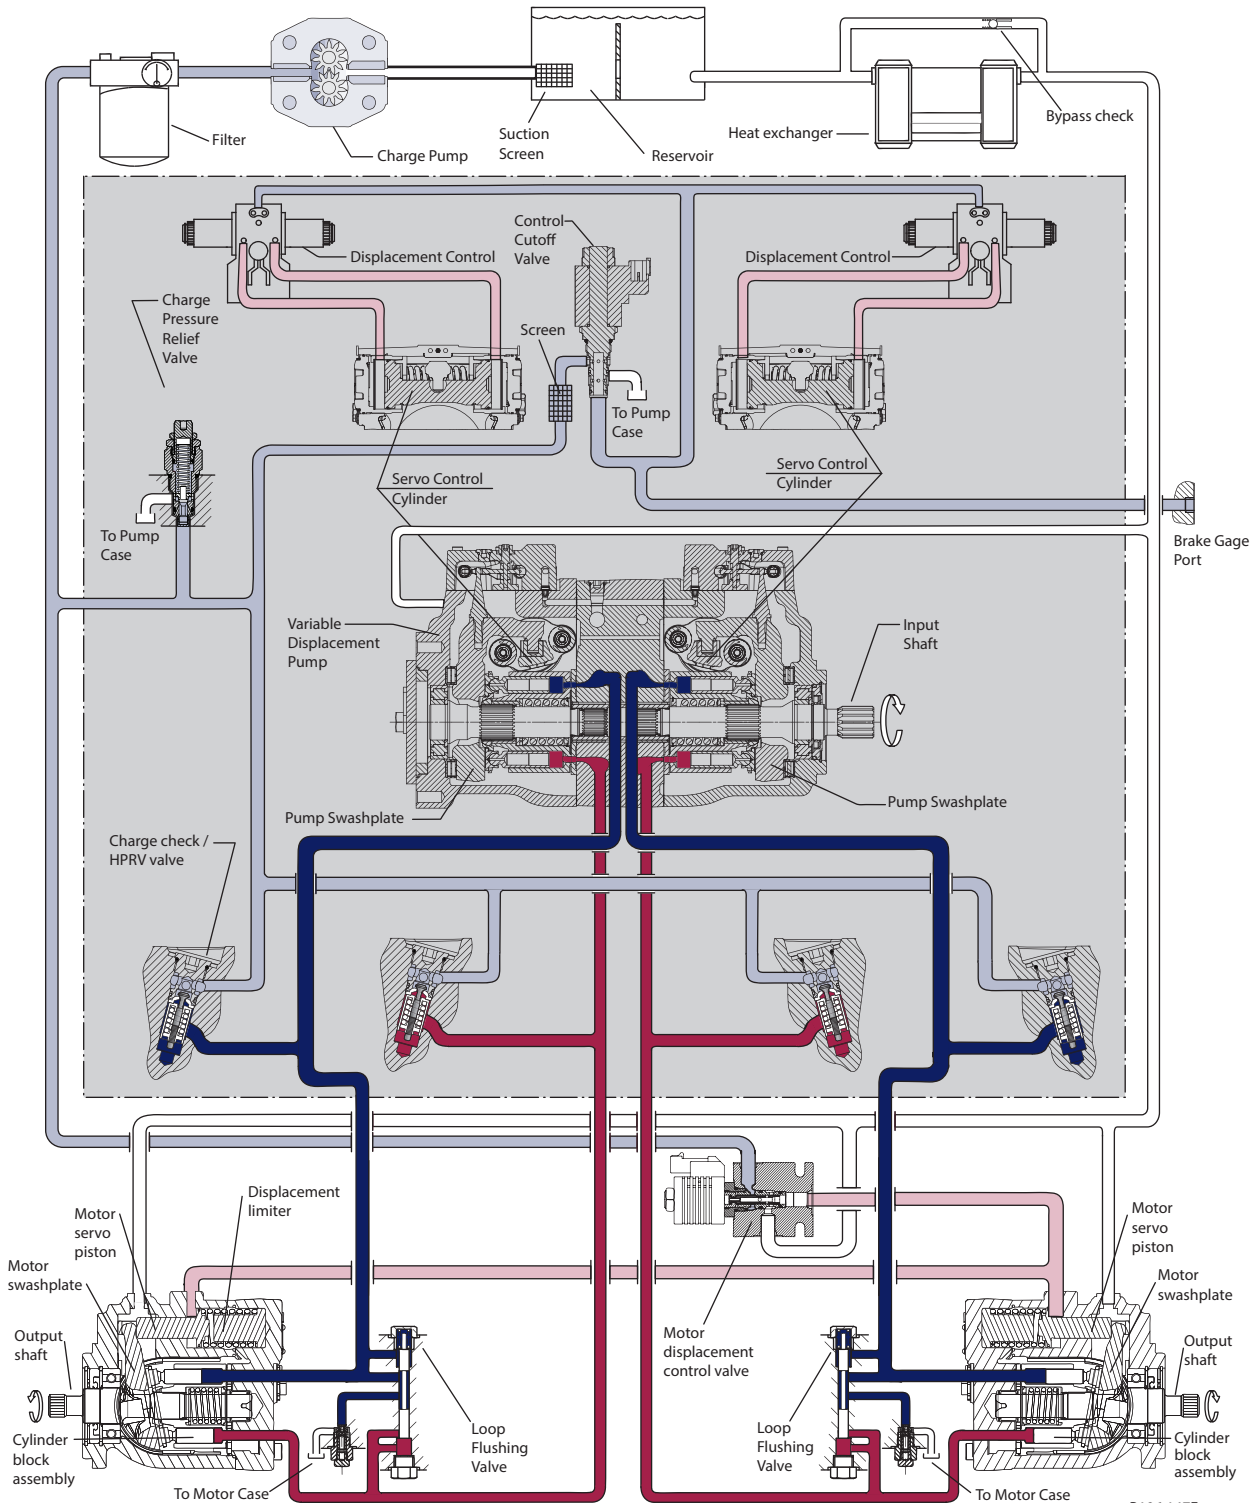 Filter
Charge Pump
Suction
Screen
Reservoir
Heat exchanger
Bypass check
Displacement Control
Control
Cutoff
Valve
Displacement Control
Charge
Pressure
Relief
Valve
Screen
To Pump
Case
Servo Control
Cylinder
Servo Control
Cylinder
To Pump
Case
Brake Gage
Port
Variable
Displacement
Pump
Input
Shaft
Pump Swashplate
Pump Swashplate
Charge check /
HPRV valve
Displacement
limiter
Motor
servo
piston
Motor
swashplate
Output
shaft
Cylinder
block
assembly
To Motor Case
Loop
Flushing
Valve
Motor
displacement
control valve
Loop
Flushing
Valve
Motor
servo
piston
Motor
swashplate
Output
shaft
Cylinder
block
assembly
To Motor Case